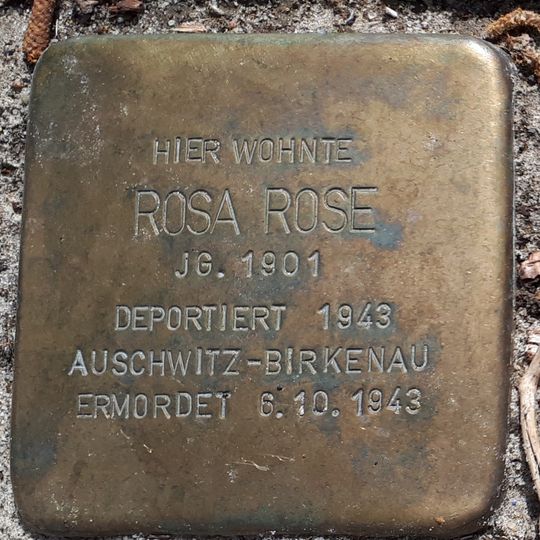 HIER WOHNTE
ROSA ROSE
JG. 1901
DEPORTIERT 1943
AUSCHWITZ-BIRKENAU
ERMORDET 6.10.1943